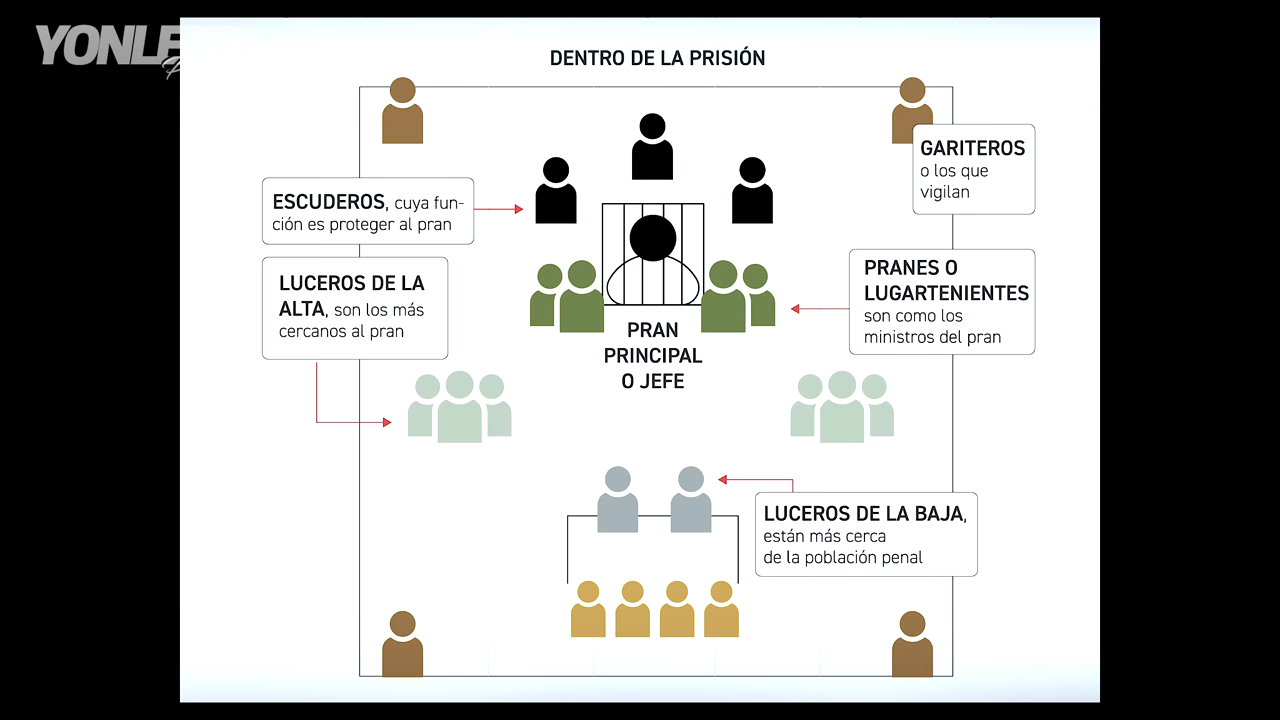 DENTRO DE LA PRISIÓN
GARITEROS
o los que
vigilan
ESCUDEROS, cuya fun-
ción es proteger al pran
LUCEROS DE LA
ALTA, son los más
cercanos al pran
PRANES O
LUGARTENIENTES
son como los
ministros del pran
PRAN
PRINCIPAL
O JEFE
LUCEROS DE LA BAJA,
están más cerca
de la población penal